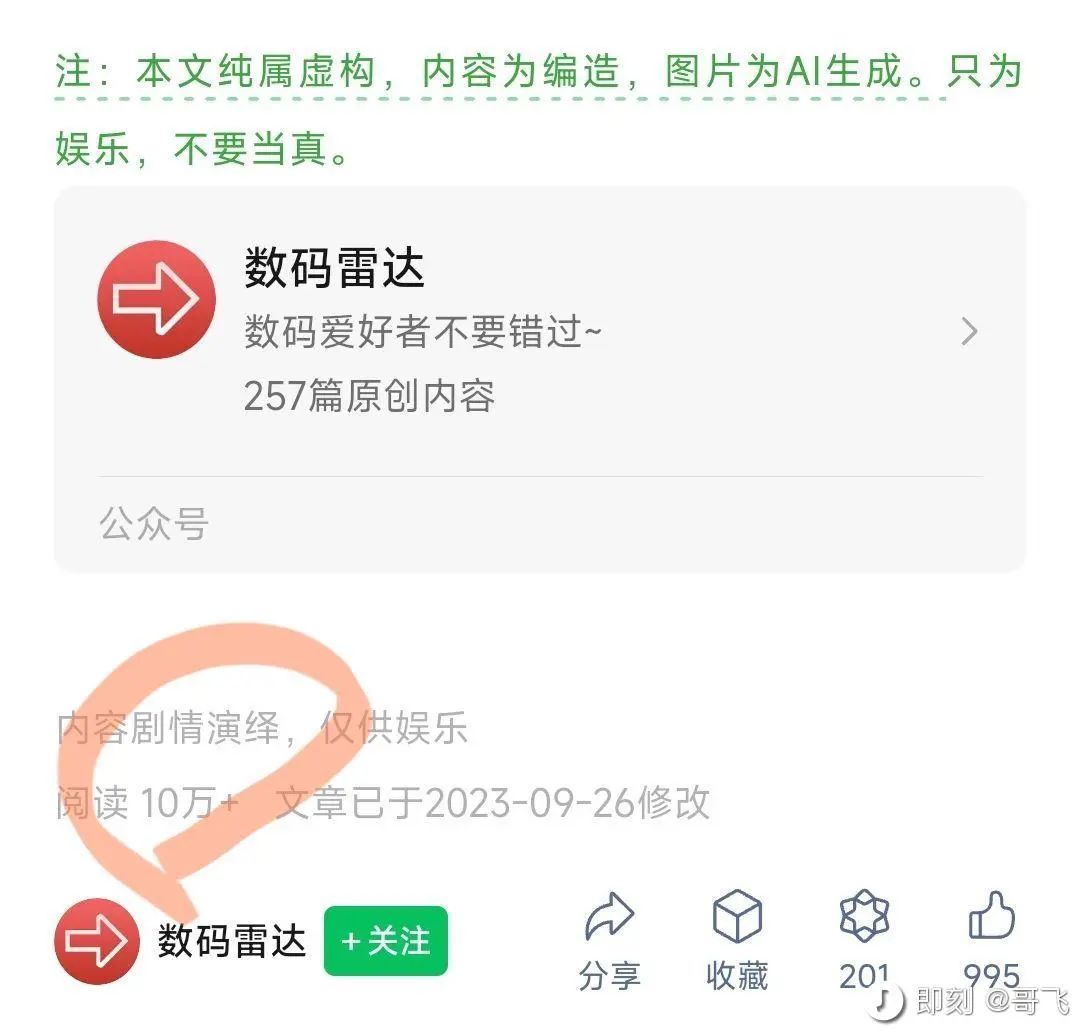 注：本文纯属虚构，内容为编造，图片为AI生成。只为
娱乐，不要当真。
数码雷达
数码爱好者不要错过~
257篇原创内容
公众号
内容剧情演绎，仅供娱乐
阅读 10万+ 文章已于2023-09-26修改
数码雷达
+关注
分享
收藏
201
995
即刻 @哥飞